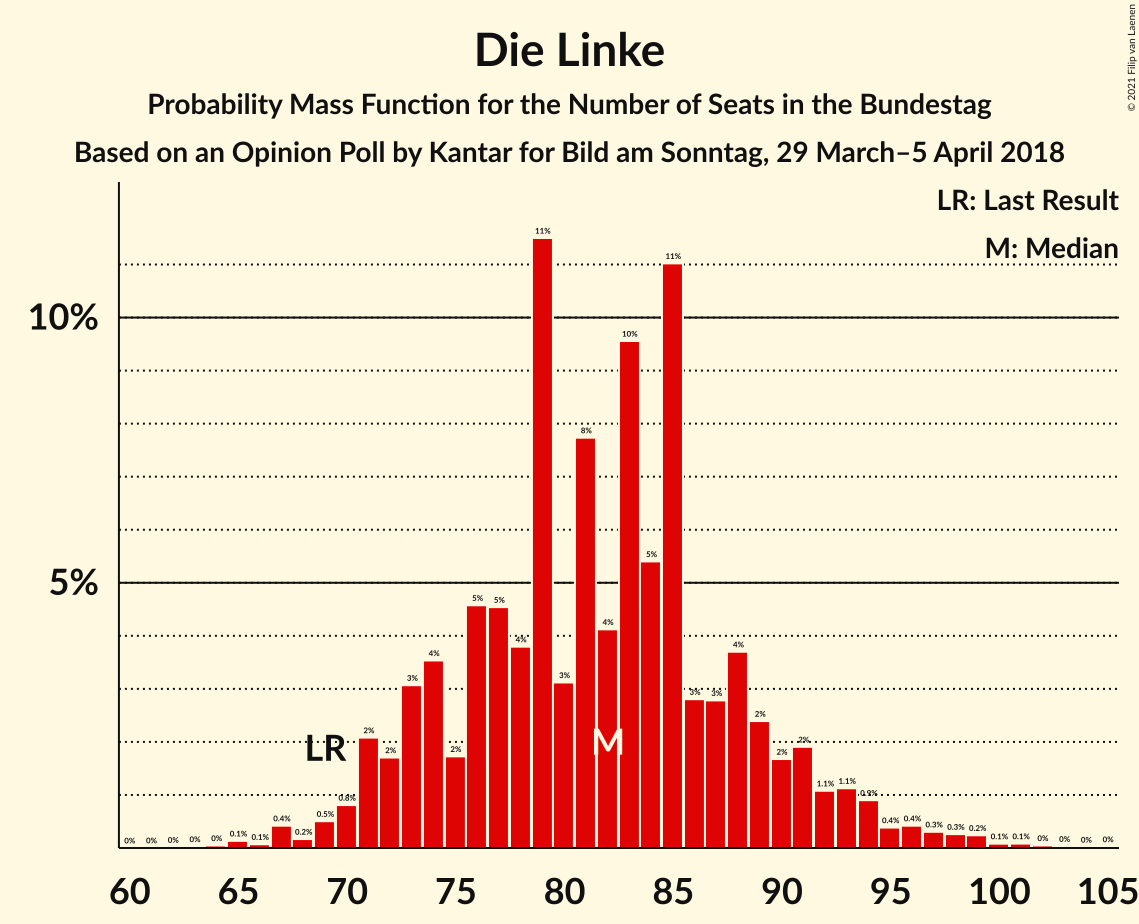 © 2021 Filip van Laenen
Die Linke
Probability Mass Function for the Number of Seats in the Bundestag
Based on an Opinion Poll by Kantar for Bild am Sonntag, 29 March–5 April 2018
LR: Last Result
M: Median
10%
5%
0% 0% 0% 0% 0% 0.1% 0.1% 0.4% 0.2% 0.5% 0.8% 2% 2% 3% 4% 2% 5% 5% 4% 11% 3% 8% 4% 10% 5% 11% 3% 3% 4% 2% 2% 2% 1.1% 1.1% 0.9% 0.4% 0.4% 0.3% 0.3% 0.2% 0.1% 0.1% 0% 0% 0% 0%
LR M
60 65 70 75 80 85 90 95 100 105